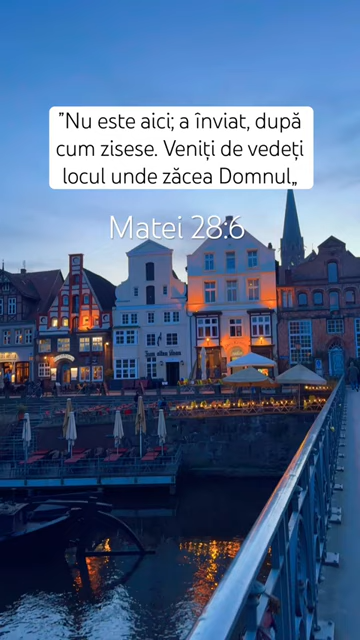 ”Nu este aici; a înviat, după
cum zisese. Veniți de vedeți
locul unde zăcea Domnul„
Matei 28:6